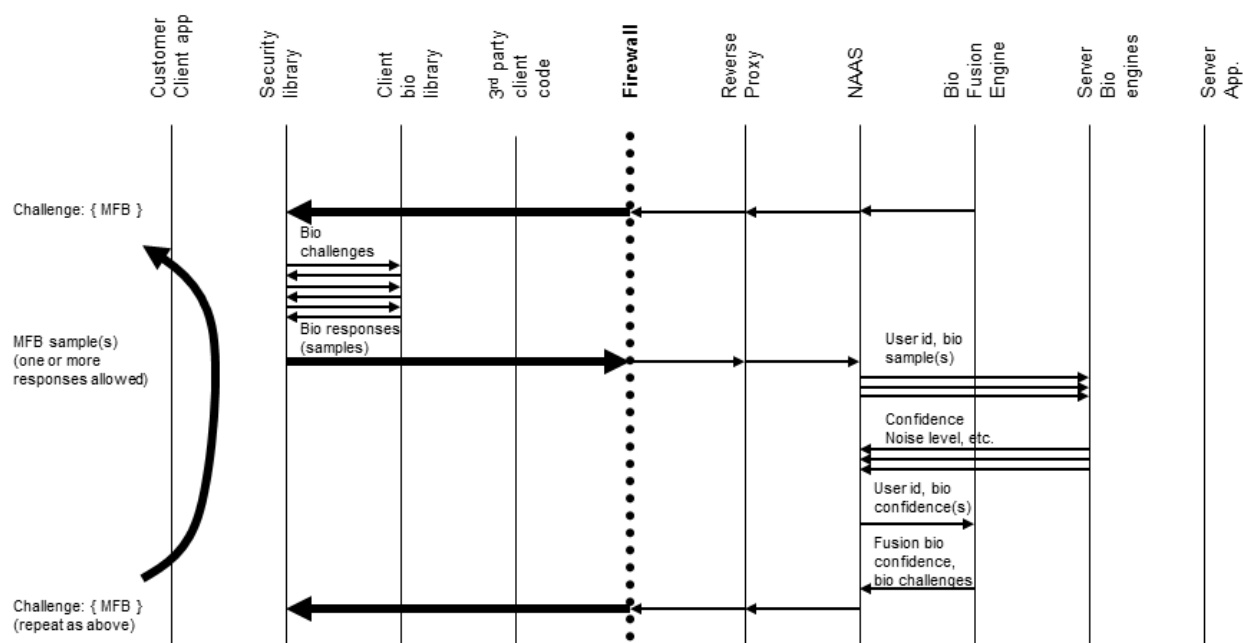 Customer
Client app
Security
library
Client
bio
library
3rd party
client
code
Firewall
Reverse
Proxy
NAAS
Bio
Fusion
Engine
Server
Bio
engines
Server
App.
Challenge: { MFB }
Bio
challenges
Bio responses
(samples)
MFB sample(s)
(one or more
responses allowed)
User id, bio
sample(s)
Confidence
Noise level, etc.
User id, bio
confidence(s)
Fusion bio
confidence,
bio challenges
Challenge: { MFB }
(repeat as above)